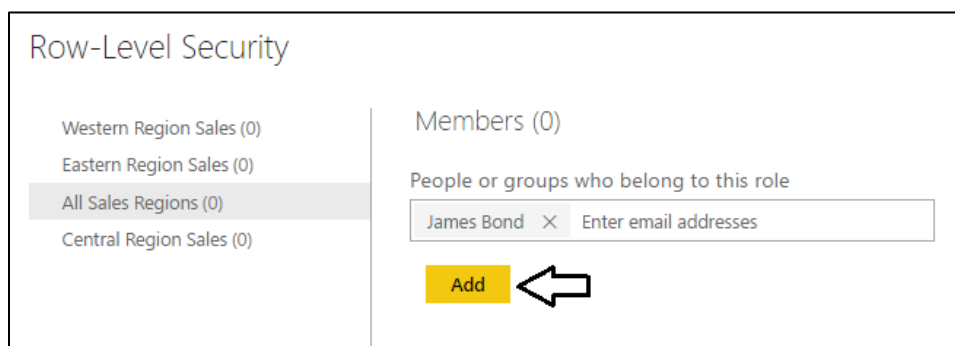 Row-Level Security
Western Region Sales (0)
Eastern Region Sales (0)
All Sales Regions (0)
Central Region Sales (0)
Members (0)
People or groups who belong to this role
James Bond × Enter email addresses
Add